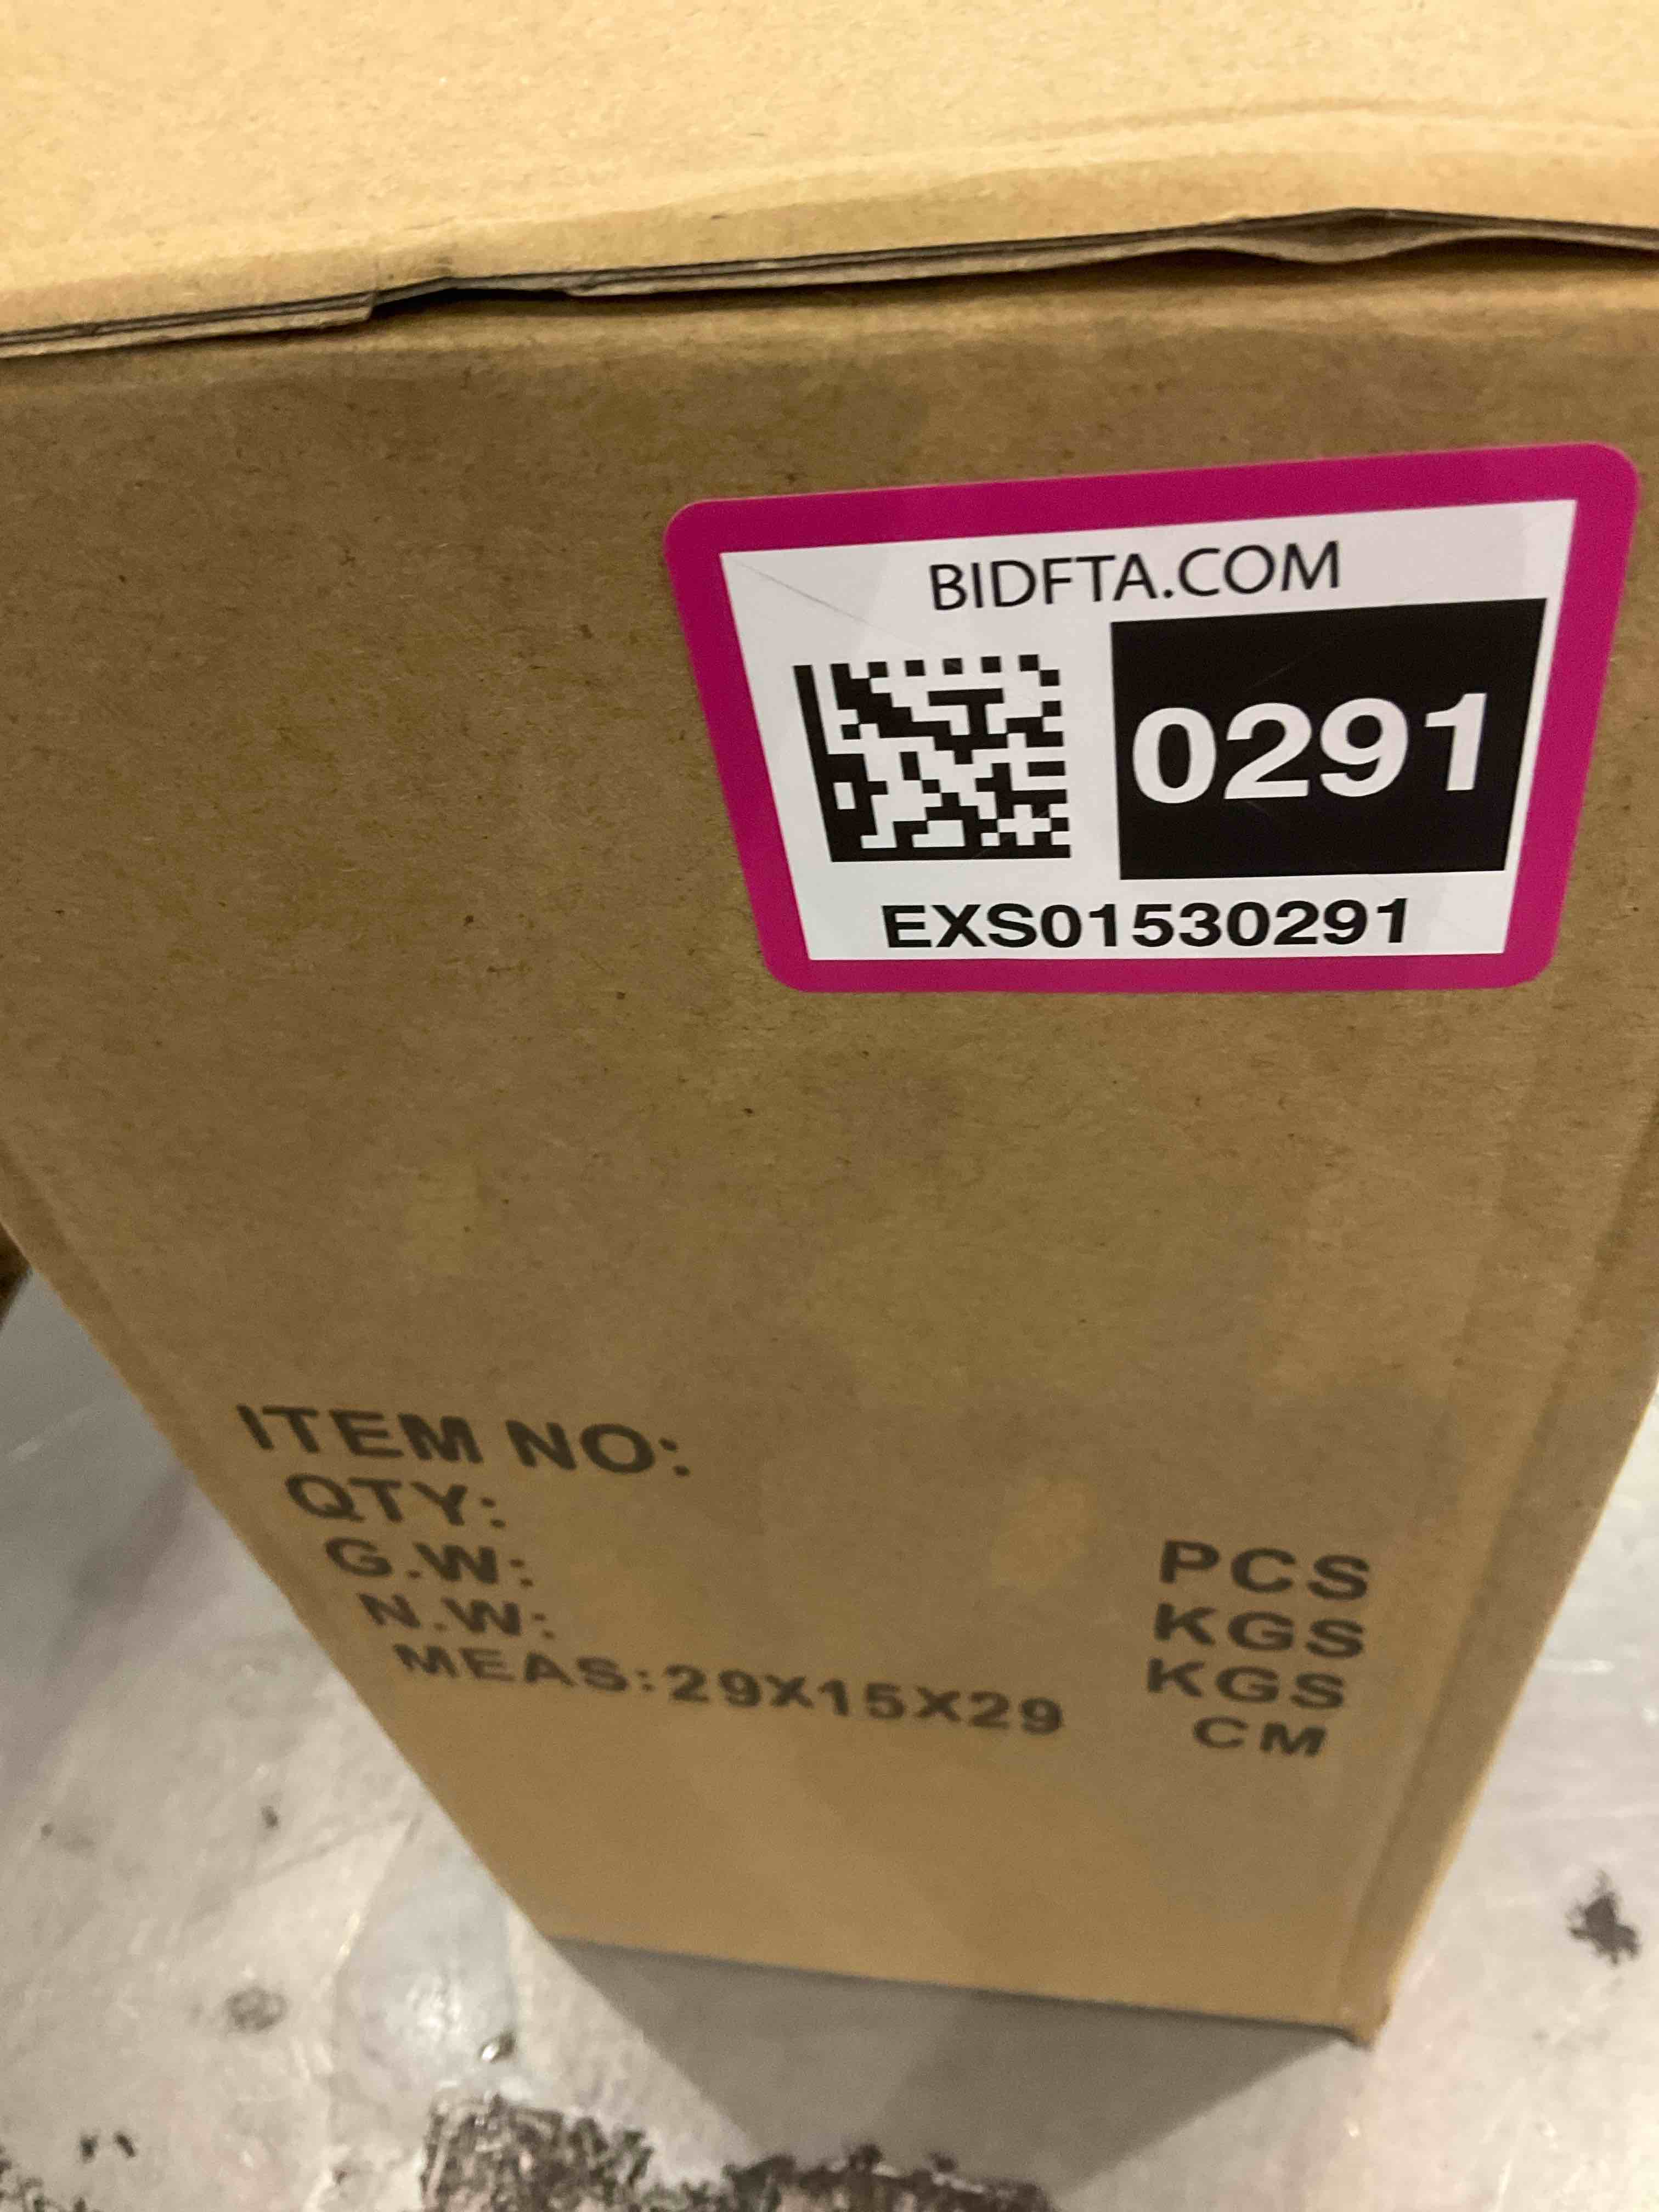 BIDFTA.COM
0291
EXS01530291
ITEM NO:
QTY: PCS
G.W: KGS
N.W: KGS
MEAS:29X15X29 CM